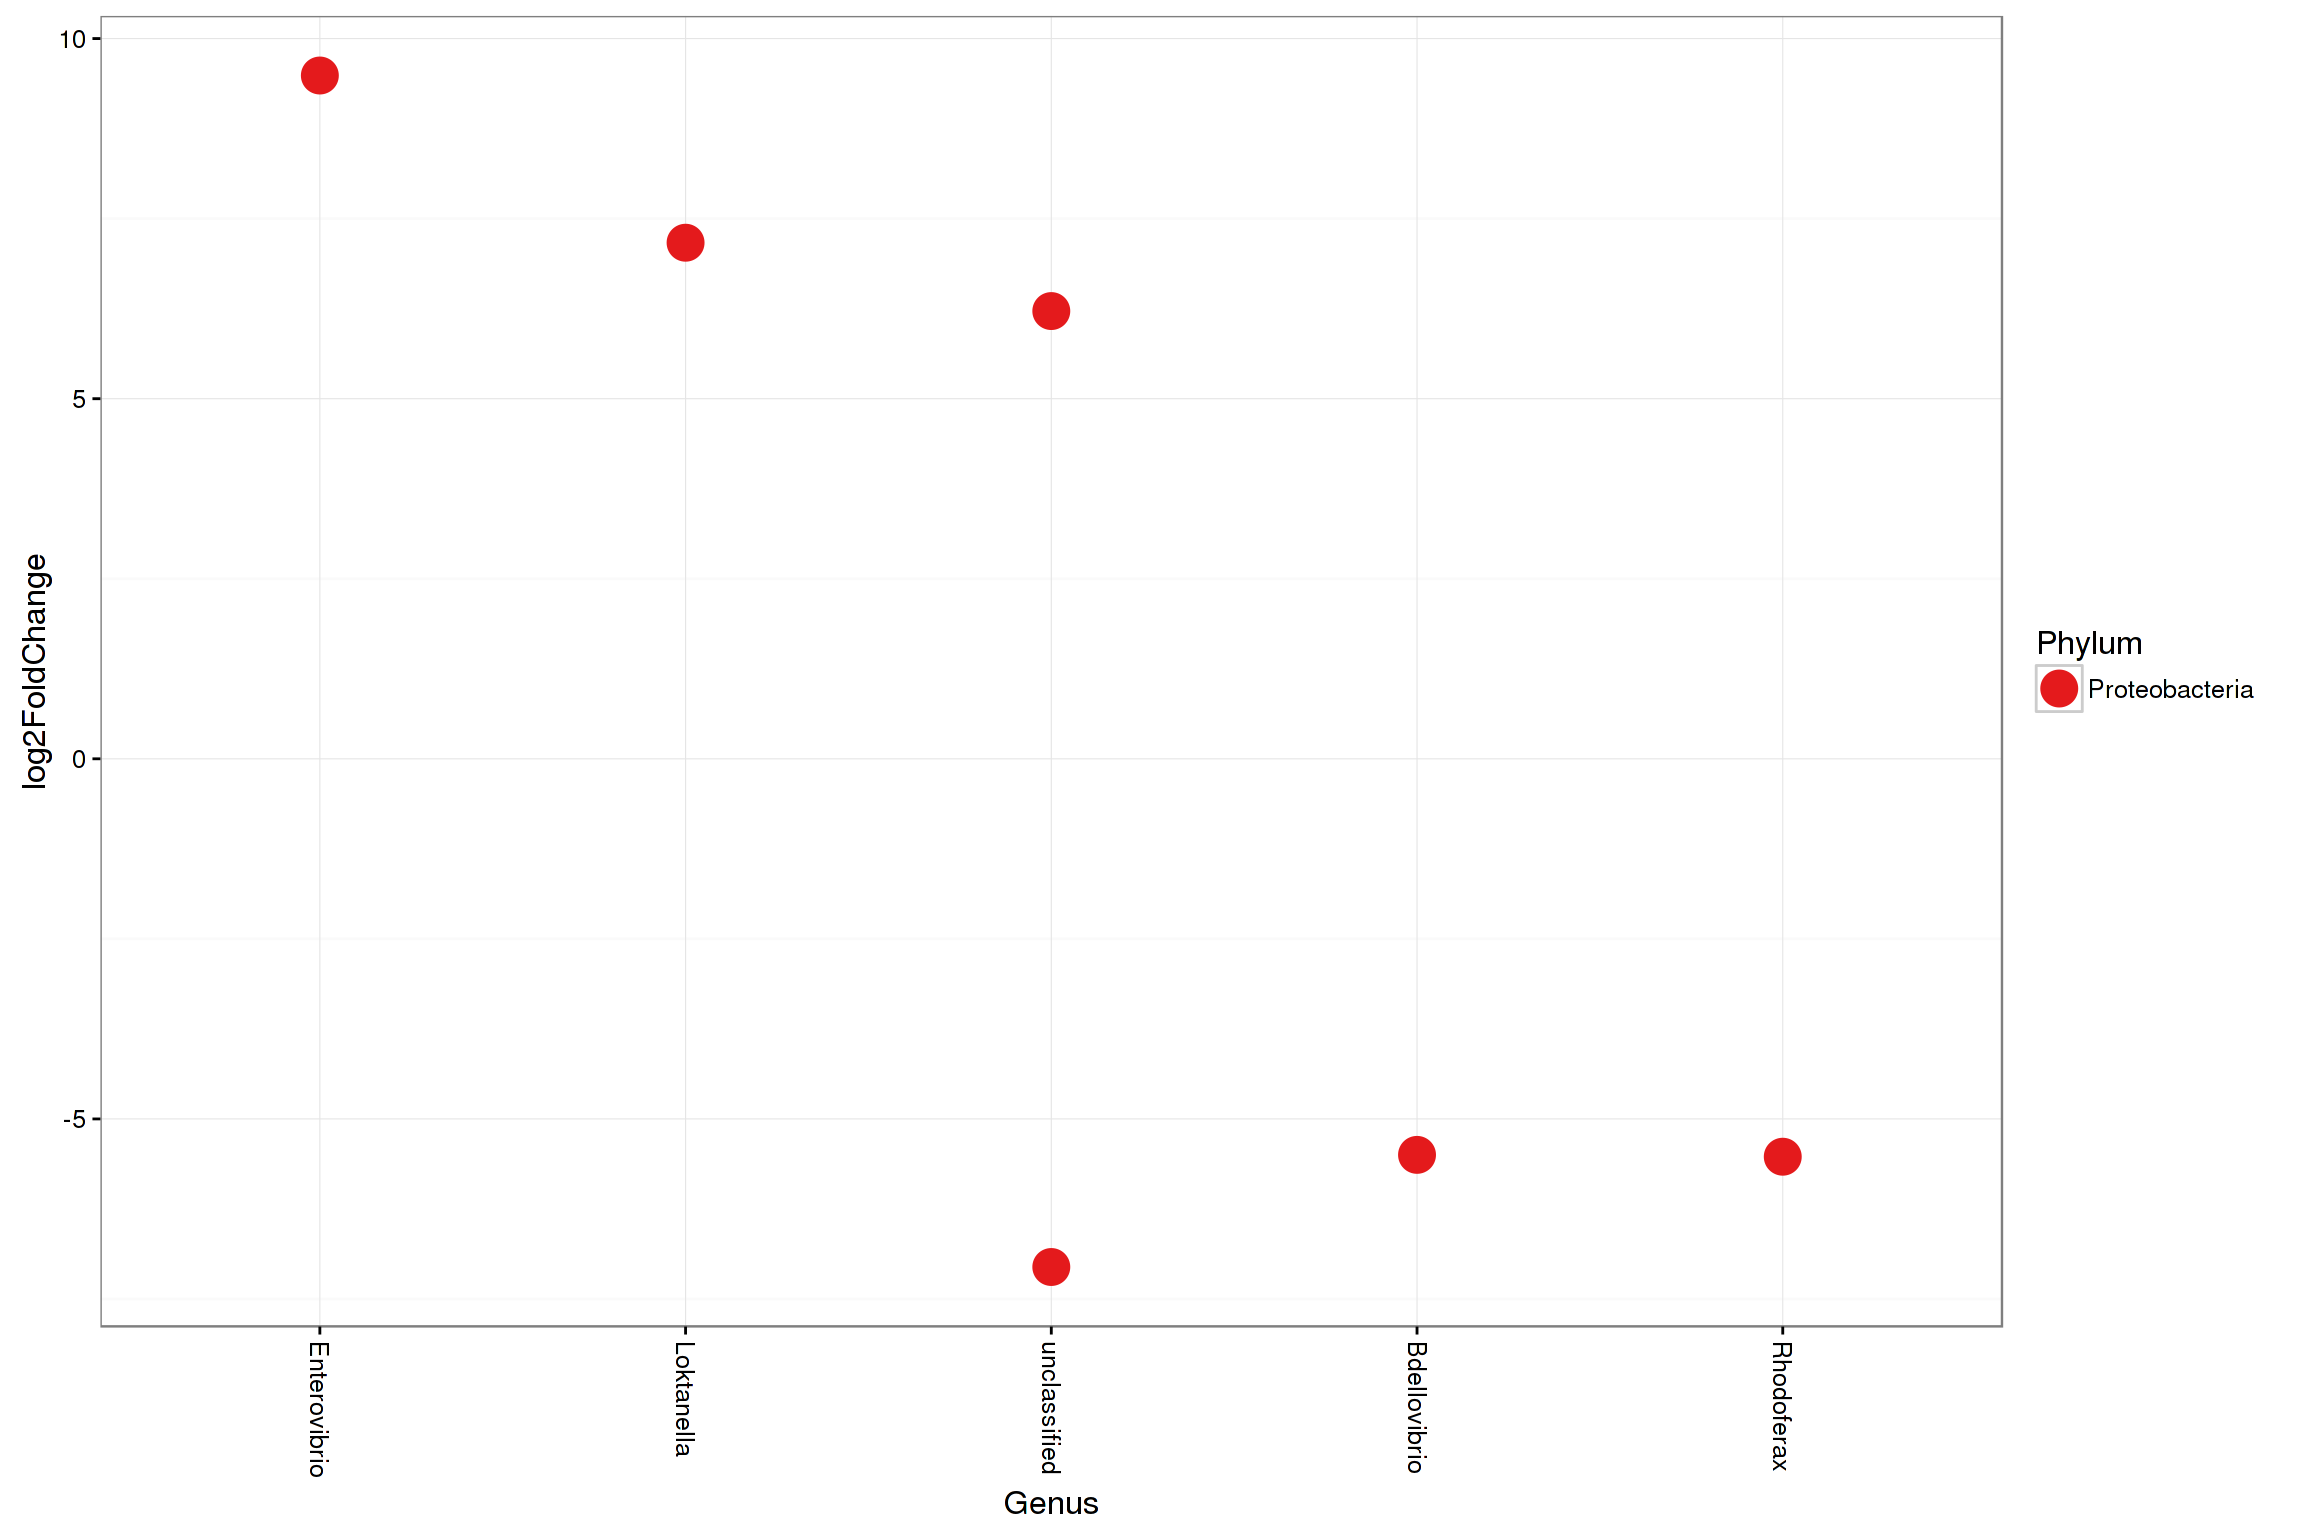 10
5
0
-5
log2FoldChange
Enterovibrio
Loktanella
unclassified
Bdellovibrio
Rhodoferax
Genus
Phylum
Proteobacteria